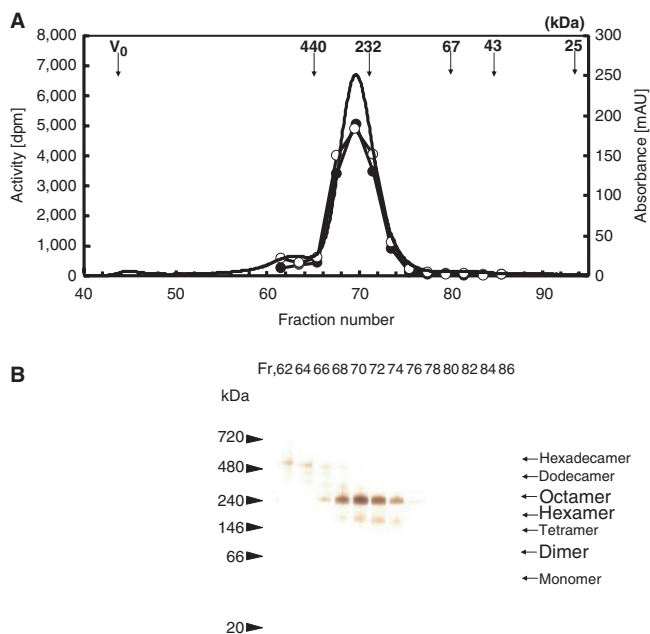 A
(kDa)
V0 440 232 67 43 25
8,000
7,000
6,000
5,000
4,000
3,000
2,000
1,000
0
Activity [dpm]
300
250
200
150
100
50
0
Absorbance [mAU]
40 50 60 70 80 90
Fraction number
B
Fr,62 64 66 68 70 72 74 76 78 80 82 84 86
kDa
720
480
240
146
66
20
Hexadecamer
Dodecamer
Octamer
Hexamer
Tetramer
Dimer
Monomer